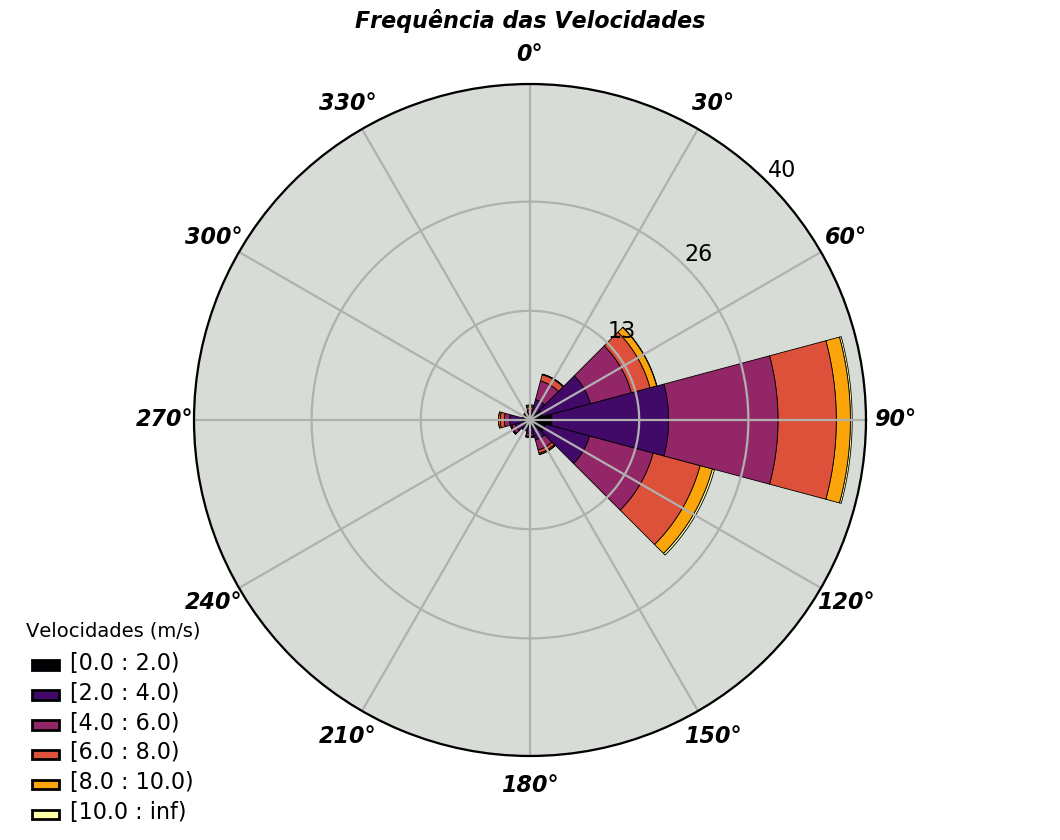 Frequência das Velocidades
0°
330°
30°
40
300°
60°
26
13
270°
90°
240°
120°
210°
150°
180°
Velocidades (m/s)
[0.0 : 2.0)
[2.0 : 4.0)
[4.0 : 6.0)
[6.0 : 8.0)
[8.0 : 10.0)
[10.0 : inf)